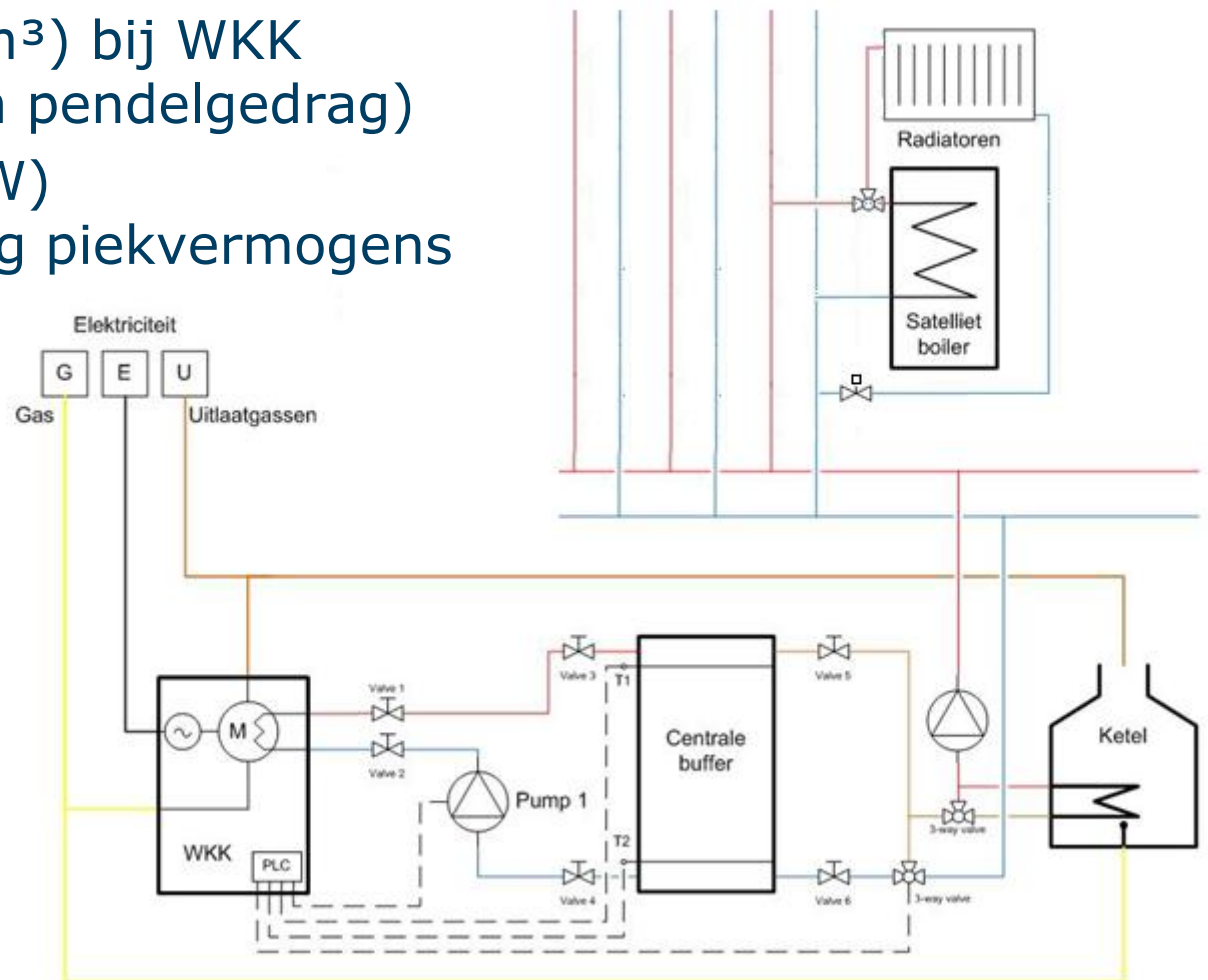 n³) bij WKK
pendelgedrag)
W)
g piekvermogens
Radiatoren
Satelliet
boiler
Elektriciteit
G E U
Gas
Uitlaatgassen
Valve 1
Valve 3
T1
Valve 5
M
Centrale
buffer
Ketel
Valve 2
Pump 1
3-way valve
T2
WKK
PLC
Valve 4
Valve 6
3-way valve